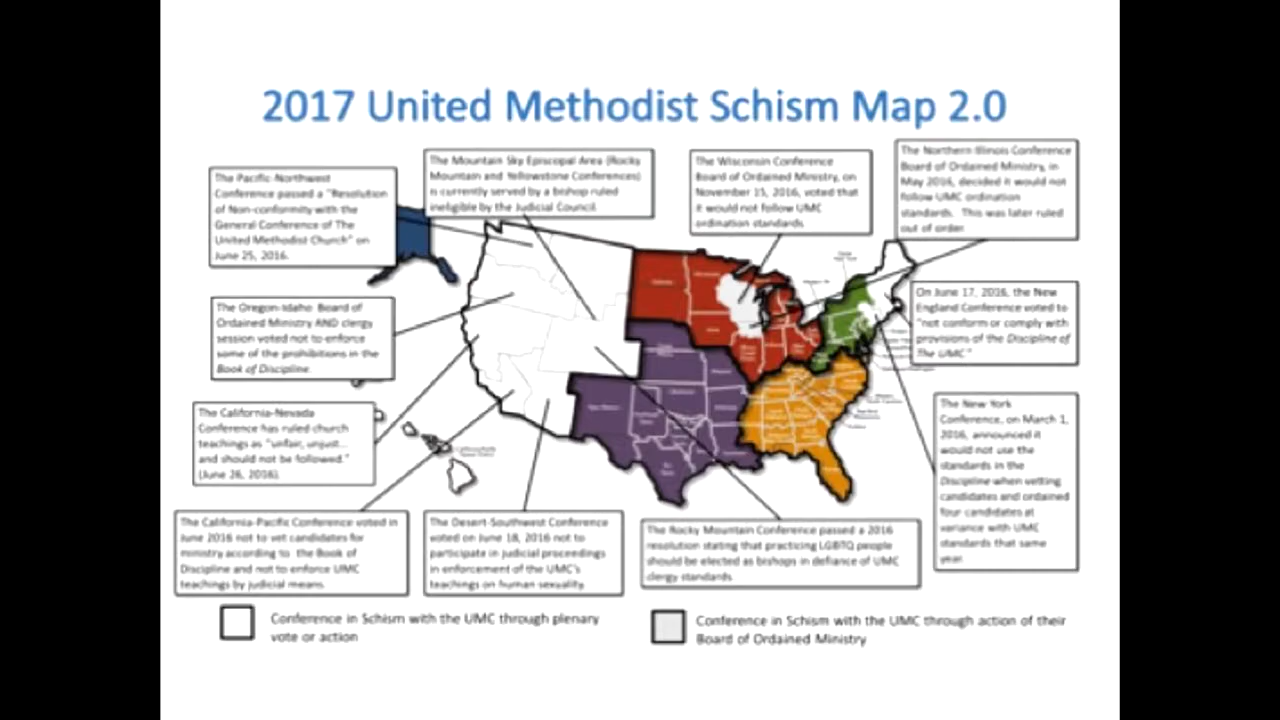 2017 United Methodist Schism Map 2.0
The Pacific-Northwest
Conference passed a "Resolution
of Non-conformity with the
General Conference of The
United Methodist Church" on
June 25, 2016.
The Mountain Sky Episcopal Area (Rocky
Mountain and Yellowstone Conferences)
is currently served by a bishop ruled
ineligible by the Judicial Council.
The Wisconsin Conference
Board of Ordained Ministry, on
November 15, 2016, voted that
it would not follow UMC
ordination standards.
The Northern Illinois Conference
Board of Ordained Ministry, in
May 2016, decided it would not
follow UMC ordination
standards. This was later ruled
out of order.
The Oregon-Idaho Board of
Ordained Ministry AND clergy
session voted not to enforce
some of the prohibitions in the
Book of Discipline.
On June 17, 2016, the New
England Conference voted to
"not conform or comply with
provisions of the Discipline of
The UMC"
The California-Nevada
Conference has ruled church
teachings as "unfair, unjust...
and should not be followed."
(June 26, 2016).
The New York
Conference, on March 1,
2016, announced it
would not use the
standards in the
Discipline when vetting
candidates and ordained
four candidates at
variance with UMC
standards that same
year.
The California-Pacific Conference voted in
June 2016 not to vet candidates for
ministry according to the Book of
Discipline and not to enforce UMC
teachings by judicial means.
The Desert-Southwest Conference
voted on June 18, 2016 not to
participate in judicial proceedings
in enforcement of the UMC's
teachings on human sexuality.
The Rocky Mountain Conference passed a 2016
resolution stating that practicing LGBTQ people
should be elected as bishops in defiance of UMC
clergy standards.
Conference in Schism with the UMC through plenary
vote or action
Conference in Schism with the UMC through action of their
Board of Ordained Ministry